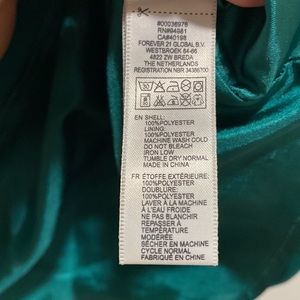 #00036976
RN#94981
CA#40198
FOREVER 21 GLOBAL B.V.
WESTBROEK 64-66
4822 ZW BREDA
THE NETHERLANDS
REGISTRATION NBR 34366700
EN SHELL:
100%POLYESTER
LINING:
100%POLYESTER
MACHINE WASH COLD
DO NOT BLEACH
IRON LOW
TUMBLE DRY NORMAL
MADE IN CHINA
FR ÉTOFFE EXTÉRIEURE:
100%POLYESTER
DOUBLURE:
100%POLYESTER
LAVER À LA MACHINE
À L'EAU FROIDE
NE PAS BLANCHIR
REPASSER À
TEMPÉRATURE
MODÉRÉE
SÉCHER EN MACHINE
CYCLE NORMAL
FABRIQUÉ EN CHINE